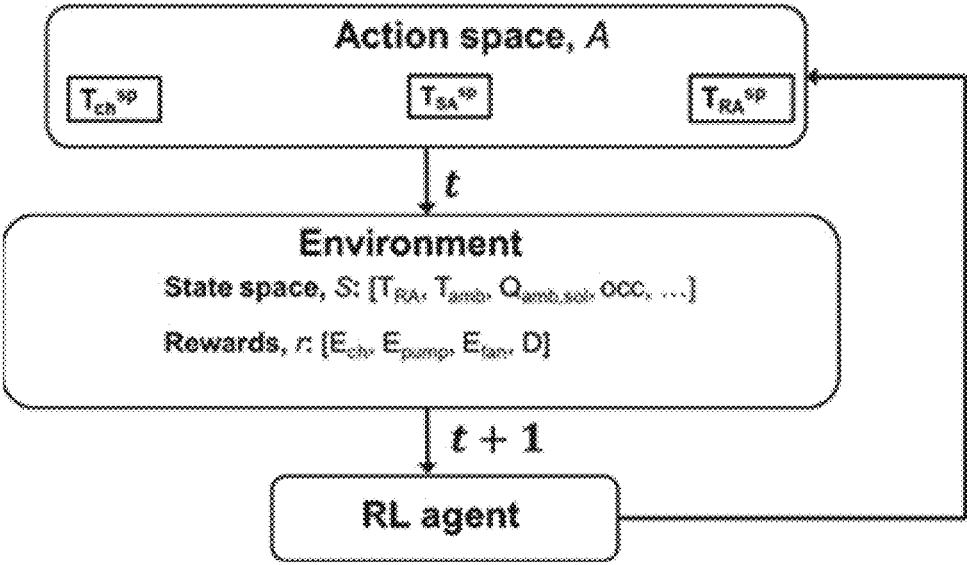 Action space, A
T_ch^sp T_SA^sp T_RA^sp
t
Environment
State space, S: [T_RA, T_amb, Q_amb,sol, occ, ...]
Rewards, r: [E_ch, E_pump, E_fan, D]
t + 1
RL agent